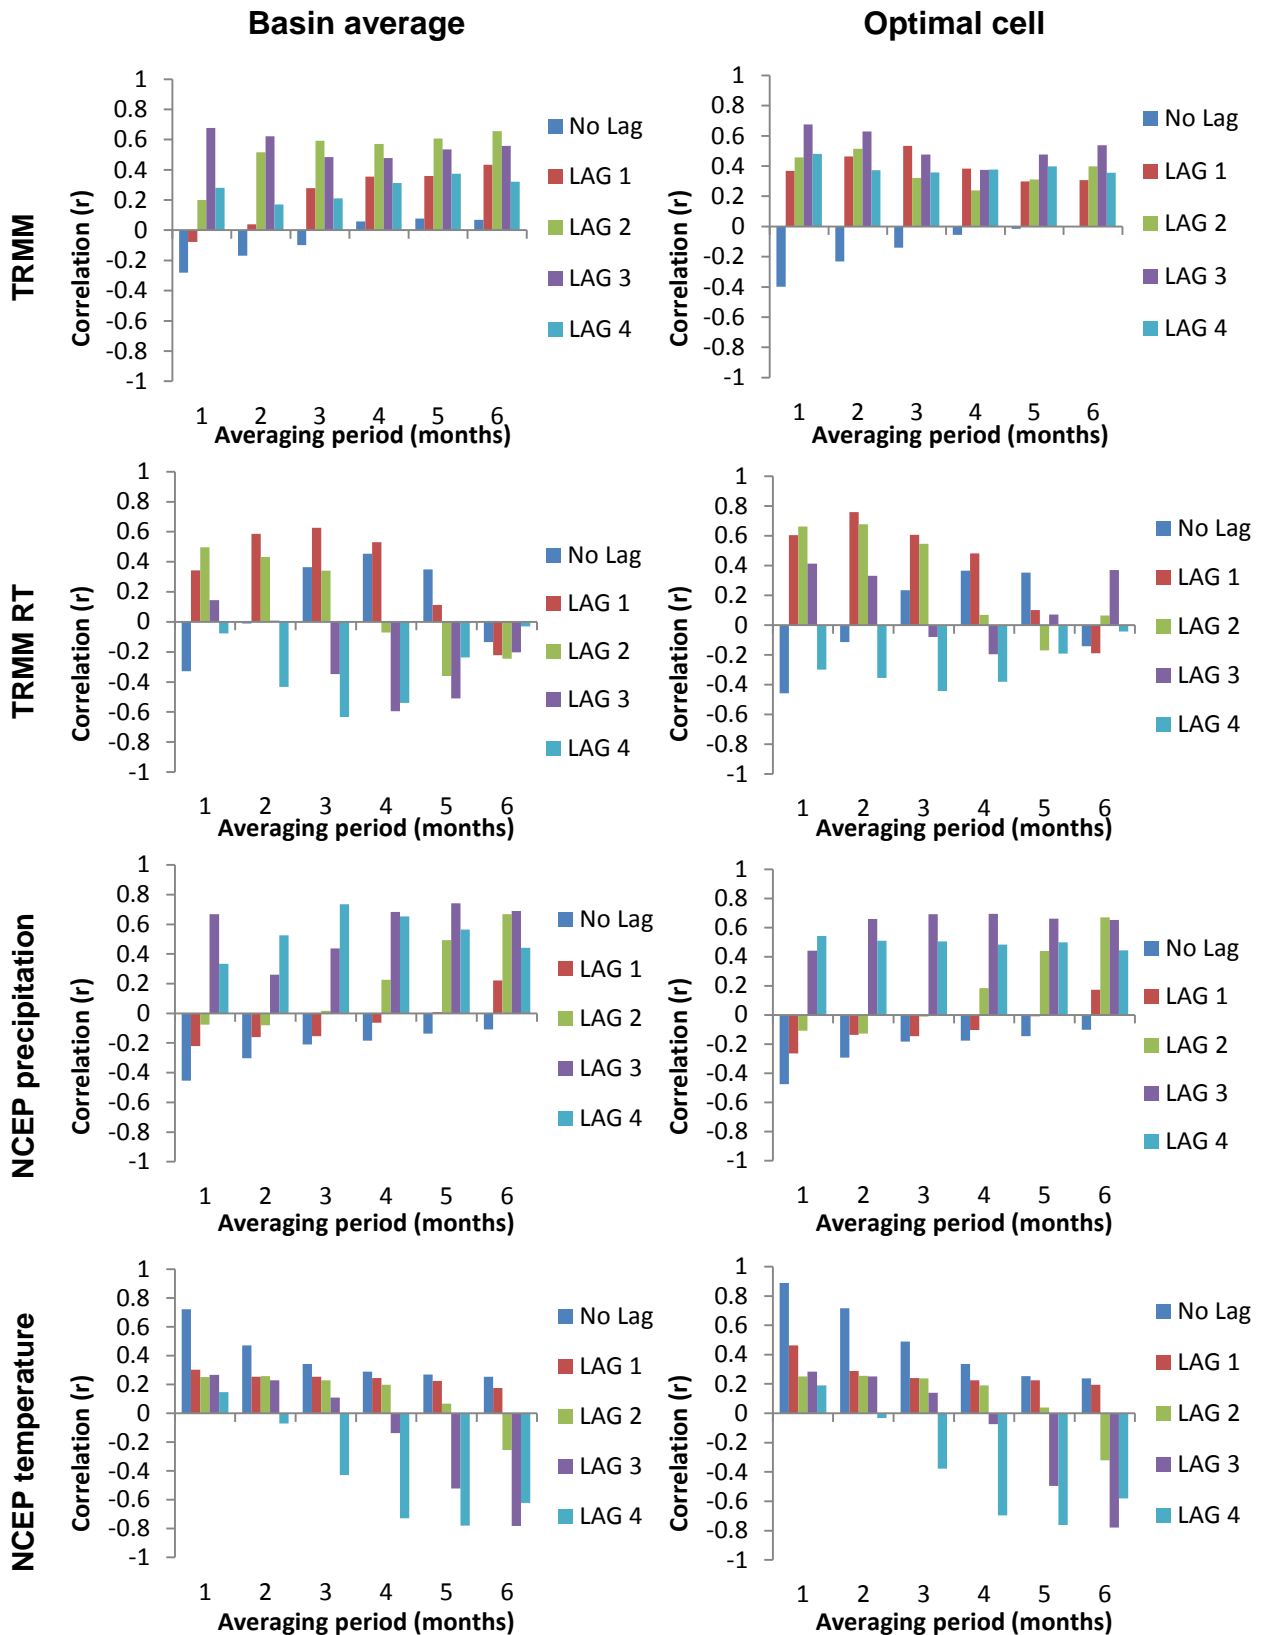 Basin average
Optimal cell
TRMM
Correlation (r)
1
0.8
0.6
0.4
0.2
0
-0.2
-0.4
-0.6
-0.8
-1
1 2 3 4 5 6
Averaging period (months)
No Lag
LAG 1
LAG 2
LAG 3
LAG 4
Correlation (r)
1
0.8
0.6
0.4
0.2
0
-0.2
-0.4
-0.6
-0.8
-1
1 2 3 4 5 6
Averaging period (months)
No Lag
LAG 1
LAG 2
LAG 3
LAG 4
TRMM RT
Correlation (r)
1
0.8
0.6
0.4
0.2
0
-0.2
-0.4
-0.6
-0.8
-1
1 2 3 4 5 6
Averaging period (months)
No Lag
LAG 1
LAG 2
LAG 3
LAG 4
Correlation (r)
1
0.8
0.6
0.4
0.2
0
-0.2
-0.4
-0.6
-0.8
-1
1 2 3 4 5 6
Averaging period (months)
No Lag
LAG 1
LAG 2
LAG 3
LAG 4
NCEP precipitation
Correlation (r)
1
0.8
0.6
0.4
0.2
0
-0.2
-0.4
-0.6
-0.8
-1
1 2 3 4 5 6
Averaging period (months)
No Lag
LAG 1
LAG 2
LAG 3
LAG 4
Correlation (r)
1
0.8
0.6
0.4
0.2
0
-0.2
-0.4
-0.6
-0.8
-1
1 2 3 4 5 6
Averaging period (months)
No Lag
LAG 1
LAG 2
LAG 3
LAG 4
NCEP temperature
Correlation (r)
1
0.8
0.6
0.4
0.2
0
-0.2
-0.4
-0.6
-0.8
-1
1 2 3 4 5 6
Averaging period (months)
No Lag
LAG 1
LAG 2
LAG 3
LAG 4
Correlation (r)
1
0.8
0.6
0.4
0.2
0
-0.2
-0.4
-0.6
-0.8
-1
1 2 3 4 5 6
Averaging period (months)
No Lag
LAG 1
LAG 2
LAG 3
LAG 4